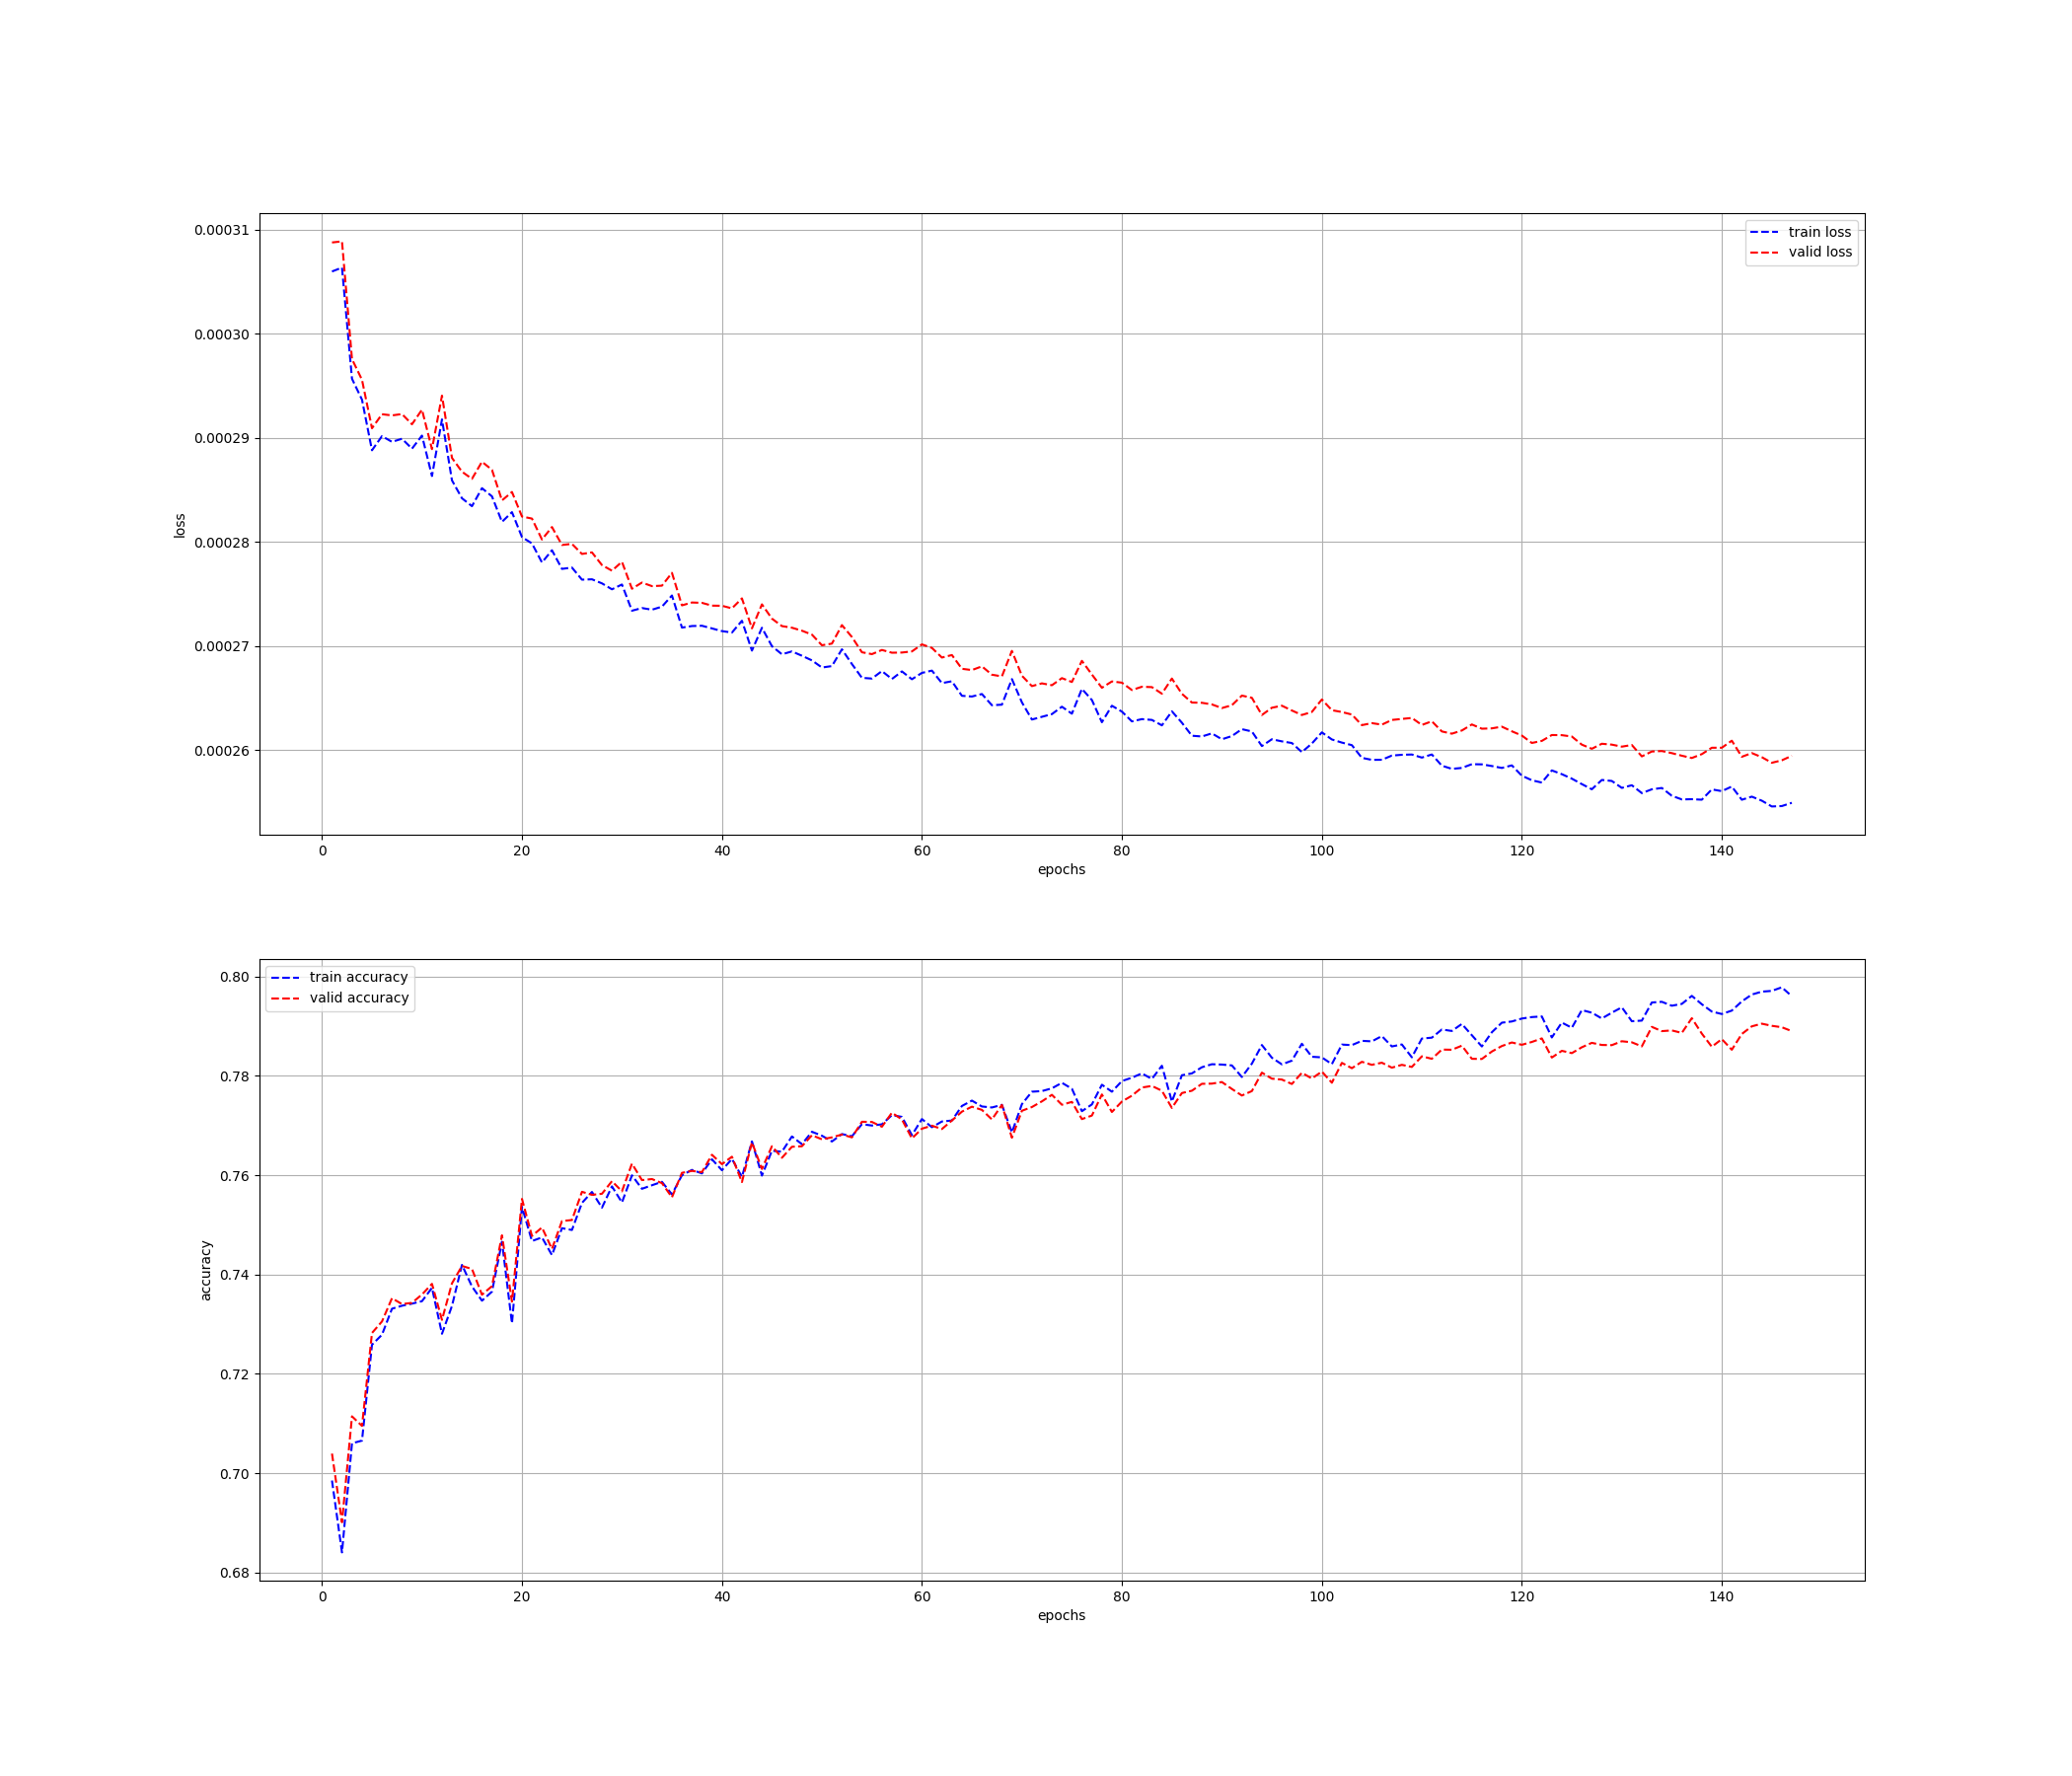 0.00031
0.00030
0.00029
0.00028
0.00027
0.00026
loss
train loss
valid loss
0 20 40 60 80 100 120 140
epochs
0.80
0.78
0.76
0.74
0.72
0.70
0.68
accuracy
train accuracy
valid accuracy
0 20 40 60 80 100 120 140
epochs